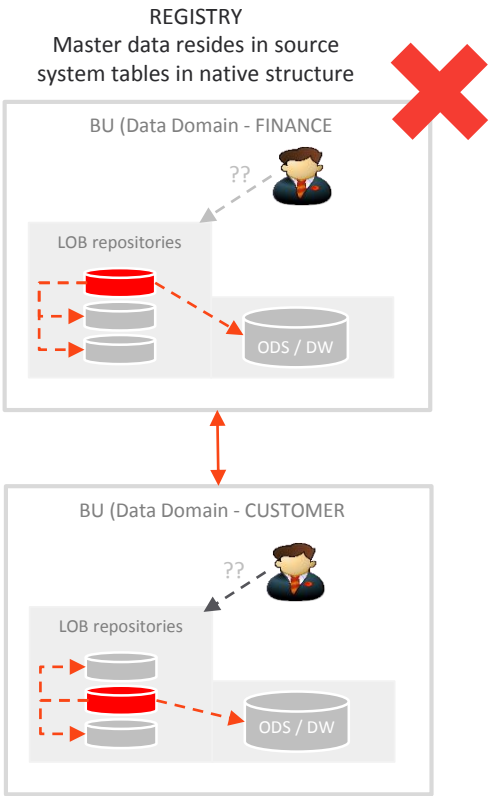 REGISTRY
Master data resides in source
system tables in native structure
BU (Data Domain - FINANCE
??
LOB repositories
ODS / DW
BU (Data Domain - CUSTOMER
??
LOB repositories
ODS / DW